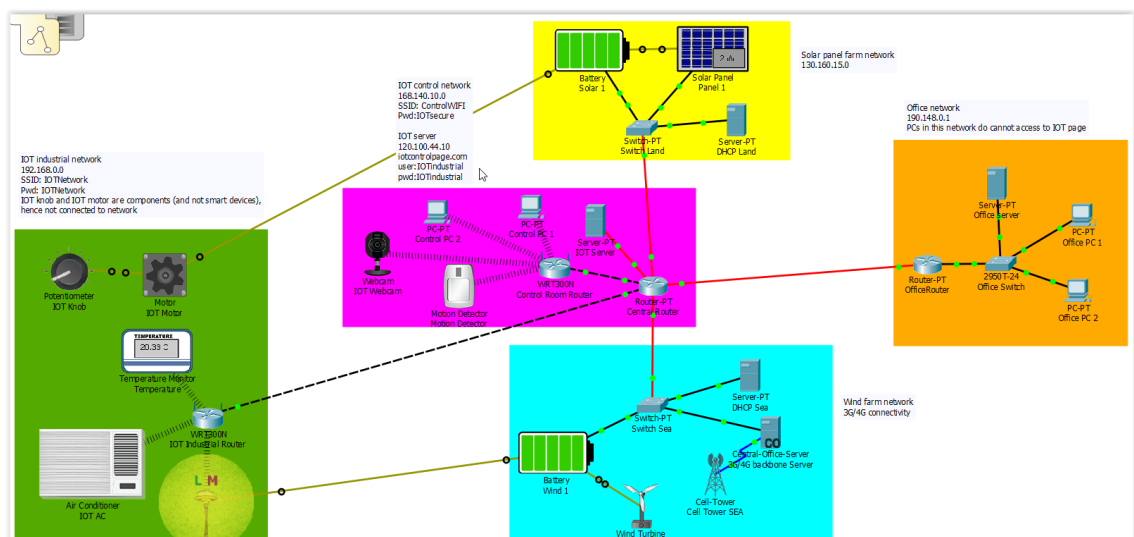 Solar panel farm network
130.160.15.0
Battery
Solar 1
Solar Panel
Panel 1
Switch-PT
Switch Land
Server-PT
DHCP Land
IOT control network
168.140.10.0
SSID: ControlWIFI
Pwd:IOTsecure
IOT server
120.100.44.10
iotcontrolpage.com
user:IOTindustrial
pwd:IOTindustrial
Office network
190.148.0.1
PCs in this network do cannot access to IOT page
IOT industrial network
192.168.0.0
SSID: IOTNetwork
Pwd: IOTNetwork
IOT knob and IOT motor are components (and not smart devices),
hence not connected to network
PC-PT
Control PC 2
PC-PT
Control PC 1
Server-PT
IOT Server
Webcam
IOT Webcam
WRT300N
Control Room Router
Motion Detector
Motion Detector
Router-PT
Central Router
Server-PT
Office Server
PC-PT
Office PC 1
Router-PT
OfficeRouter
2950T-24
Office Switch
PC-PT
Office PC 2
Potentiometer
IOT Knob
Motor
IOT Motor
TEMPERATURE
20.33 C
Temperature Monitor
Temperature
WRT300N
IOT Industrial Router
L M
Air Conditioner
IOT AC
Wind farm network
3G/4G connectivity
Server-PT
DHCP Sea
Switch-PT
Switch Sea
CO
Central-Office-Server
3G/4G backbone Server
Battery
Wind 1
Cell-Tower
Cell Tower SEA
Wind Turbine